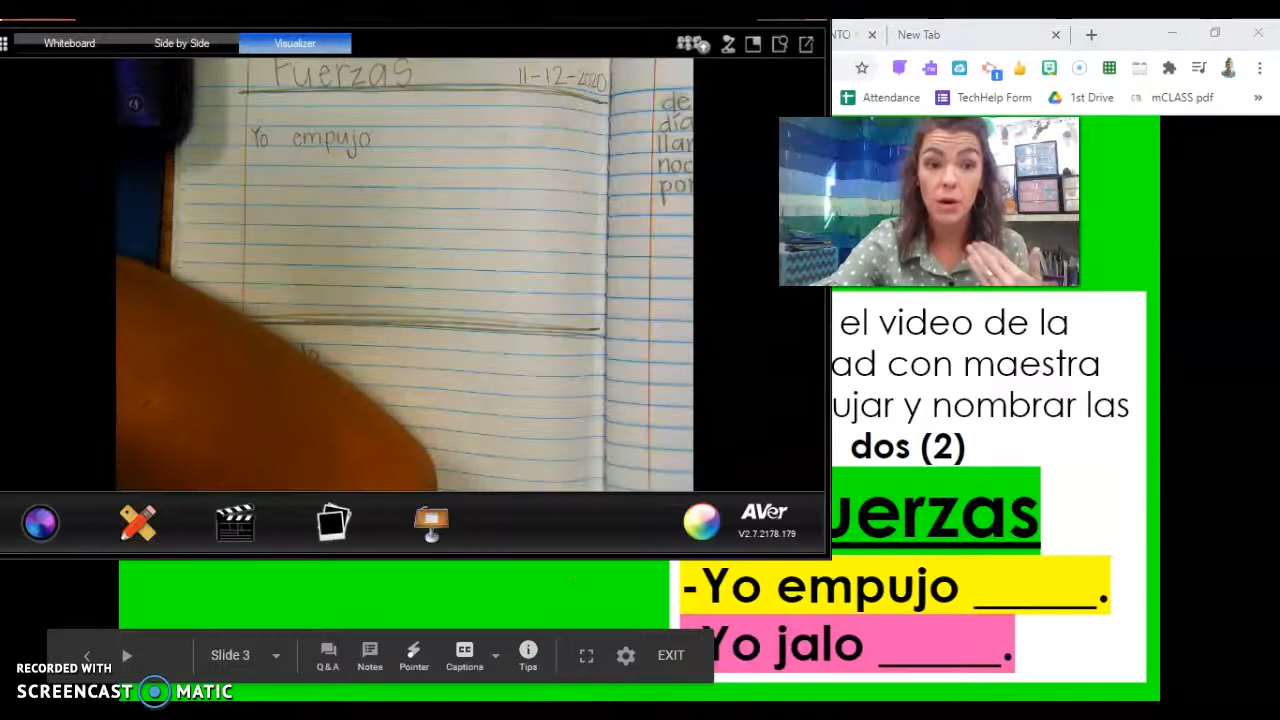 Whiteboard
Side by Side
Visualizer
Fuerzas 11-12-2020
Yo empujo
de
día
llar
noc
por
AVer
V2.7.2178.179
NTO
New Tab
Attendance
TechHelp Form
1st Drive
mCLASS pdf
»
el video de la
ad con maestra
ujar y nombrar las
dos (2)
uerzas
-Yo empujo ______.
Yo jalo ______.
Slide 3
Q & A
Notes
Pointer
CC
Captions
Tips
EXIT
RECORDED WITH
SCREENCAST MATIC